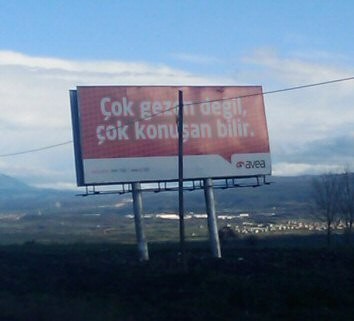 Çok gezen değil,
çok konuşan bilir.
avea